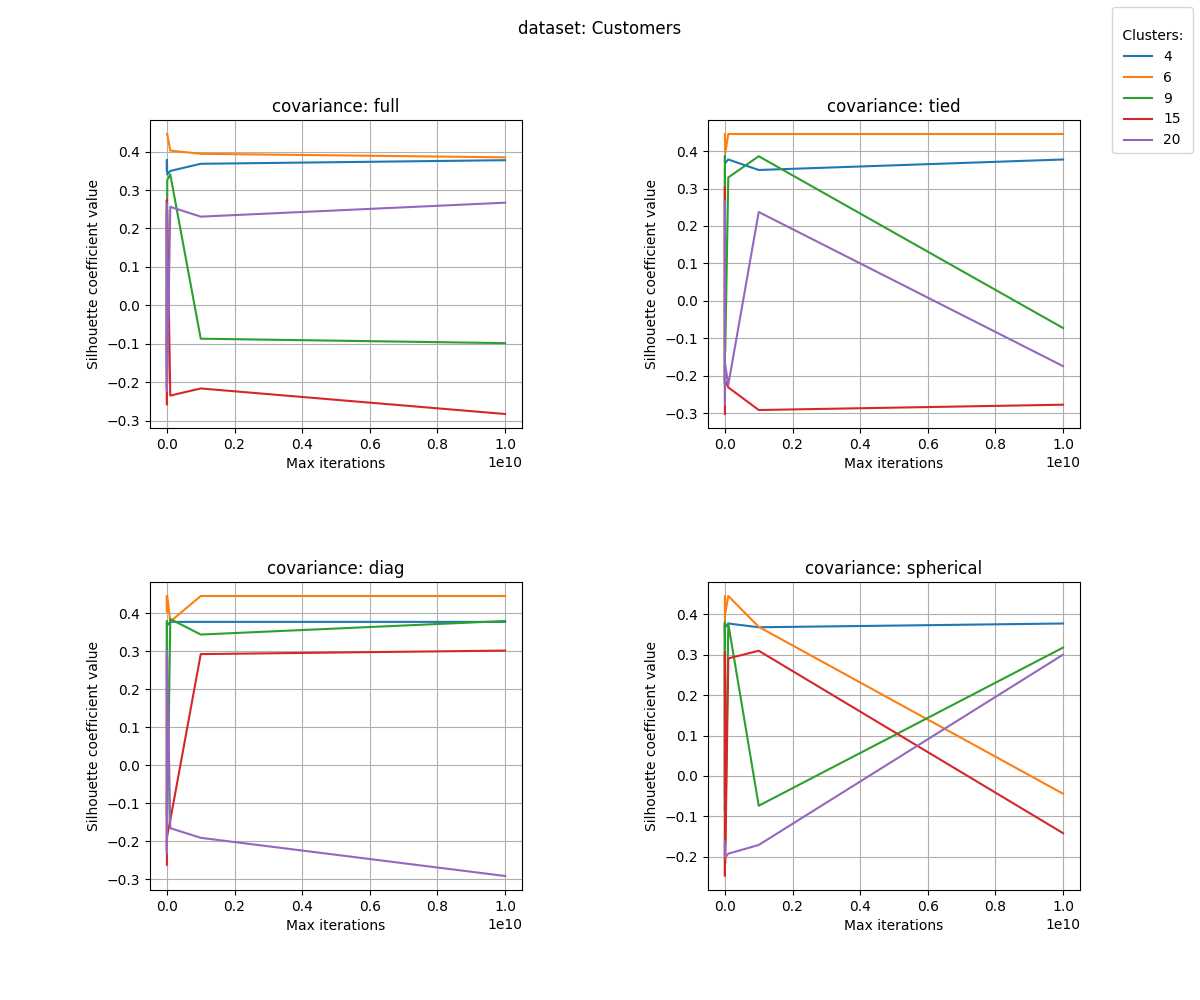 dataset: Customers
Clusters:
4
6
9
15
20
covariance: full
Silhouette coefficient value
0.4
0.3
0.2
0.1
0.0
−0.1
−0.2
−0.3
0.0 0.2 0.4 0.6 0.8 1.0
1e10
Max iterations
covariance: tied
Silhouette coefficient value
0.4
0.3
0.2
0.1
0.0
−0.1
−0.2
−0.3
0.0 0.2 0.4 0.6 0.8 1.0
1e10
Max iterations
covariance: diag
Silhouette coefficient value
0.4
0.3
0.2
0.1
0.0
−0.1
−0.2
−0.3
0.0 0.2 0.4 0.6 0.8 1.0
1e10
Max iterations
covariance: spherical
Silhouette coefficient value
0.4
0.3
0.2
0.1
0.0
−0.1
−0.2
0.0 0.2 0.4 0.6 0.8 1.0
1e10
Max iterations